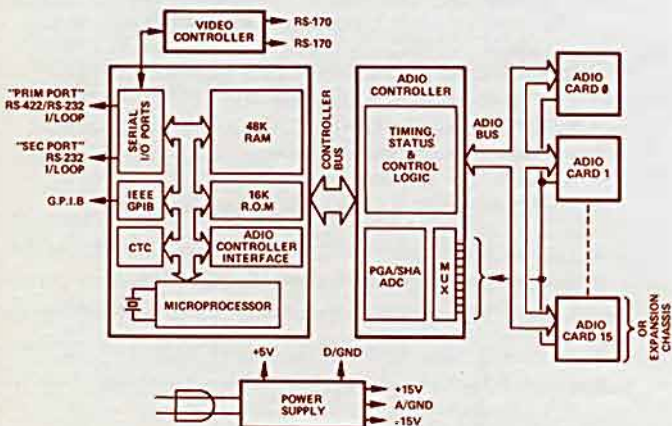 VIDEO
CONTROLLER
RS-170
RS-170
"PRIM PORT"
RS-422/RS-232
I/LOOP
"SEC PORT"
RS-232
I/LOOP
G.P.I.B
SERIAL
I/O PORTS
48K
RAM
IEEE
GPIB
16K
R.O.M
CTC
ADIO
CONTROLLER
INTERFACE
MICROPROCESSOR
CONTROLLER
BUS
ADIO
CONTROLLER
TIMING,
STATUS
&
CONTROL
LOGIC
PGA/SHA
ADC
MUX
ADIO
BUS
ADIO
CARD 0
ADIO
CARD 1
ADIO
CARD 15
OR
EXPANSION
CHASSIS
+5V
D/GND
POWER
SUPPLY
+15V
A/GND
-15V